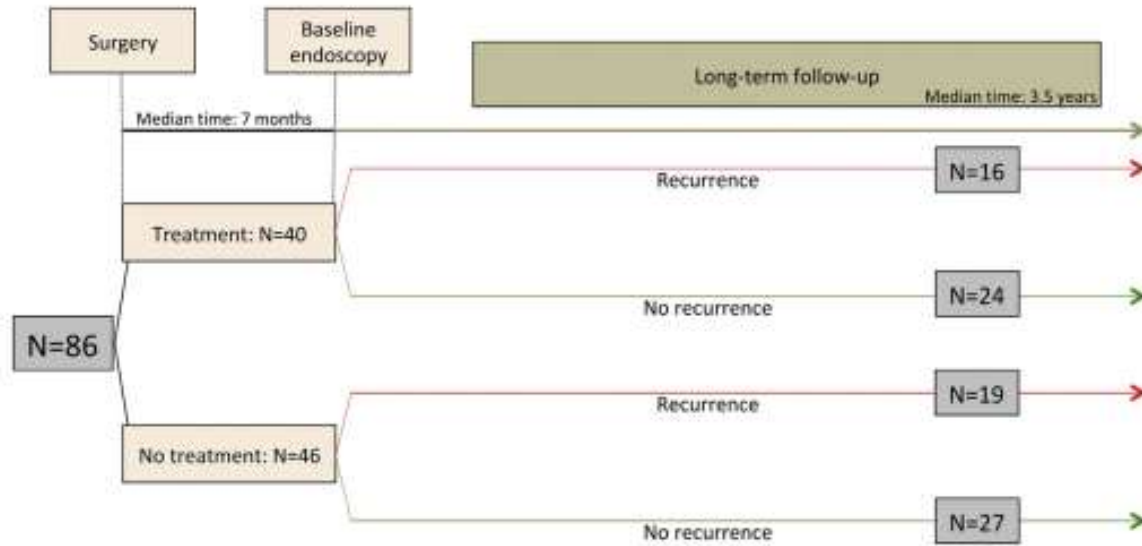 Surgery
Baseline
endoscopy
Long-term follow-up
Median time: 3.5 years
Median time: 7 months
N=16
Recurrence
Treatment: N=40
N=24
No recurrence
N=86
N=19
Recurrence
No treatment: N=46
N=27
No recurrence